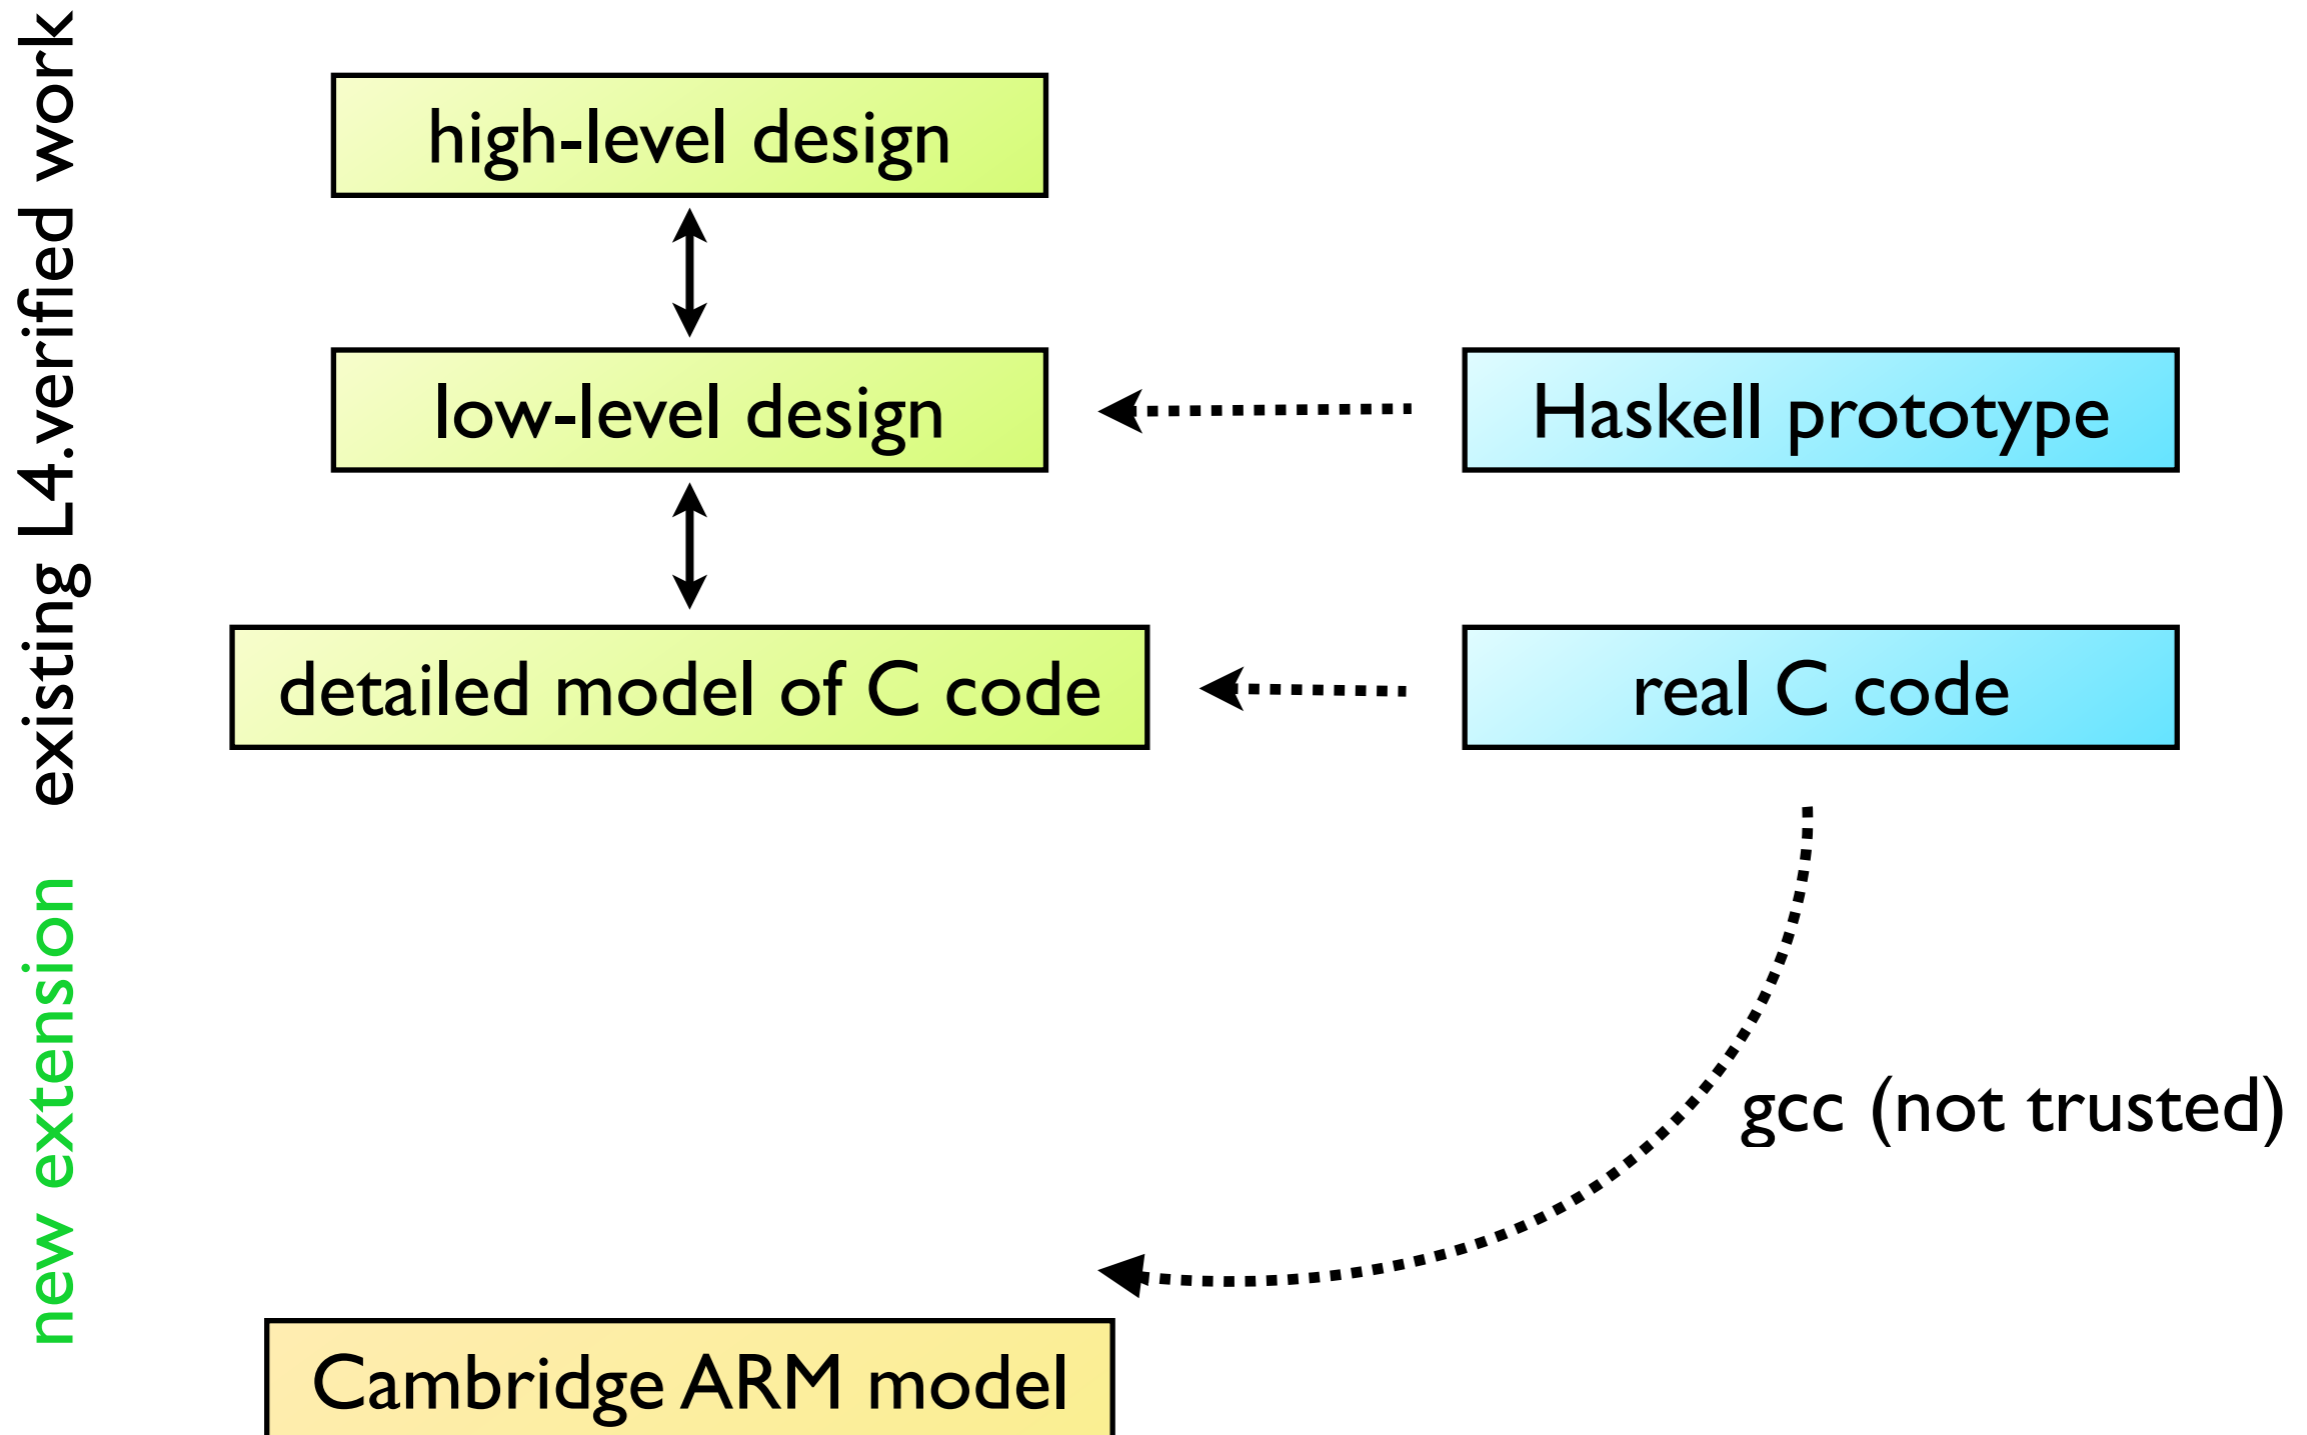 existing L4.verified work
high-level design
low-level design
Haskell prototype
detailed model of C code
real C code
new extension
gcc (not trusted)
Cambridge ARM model